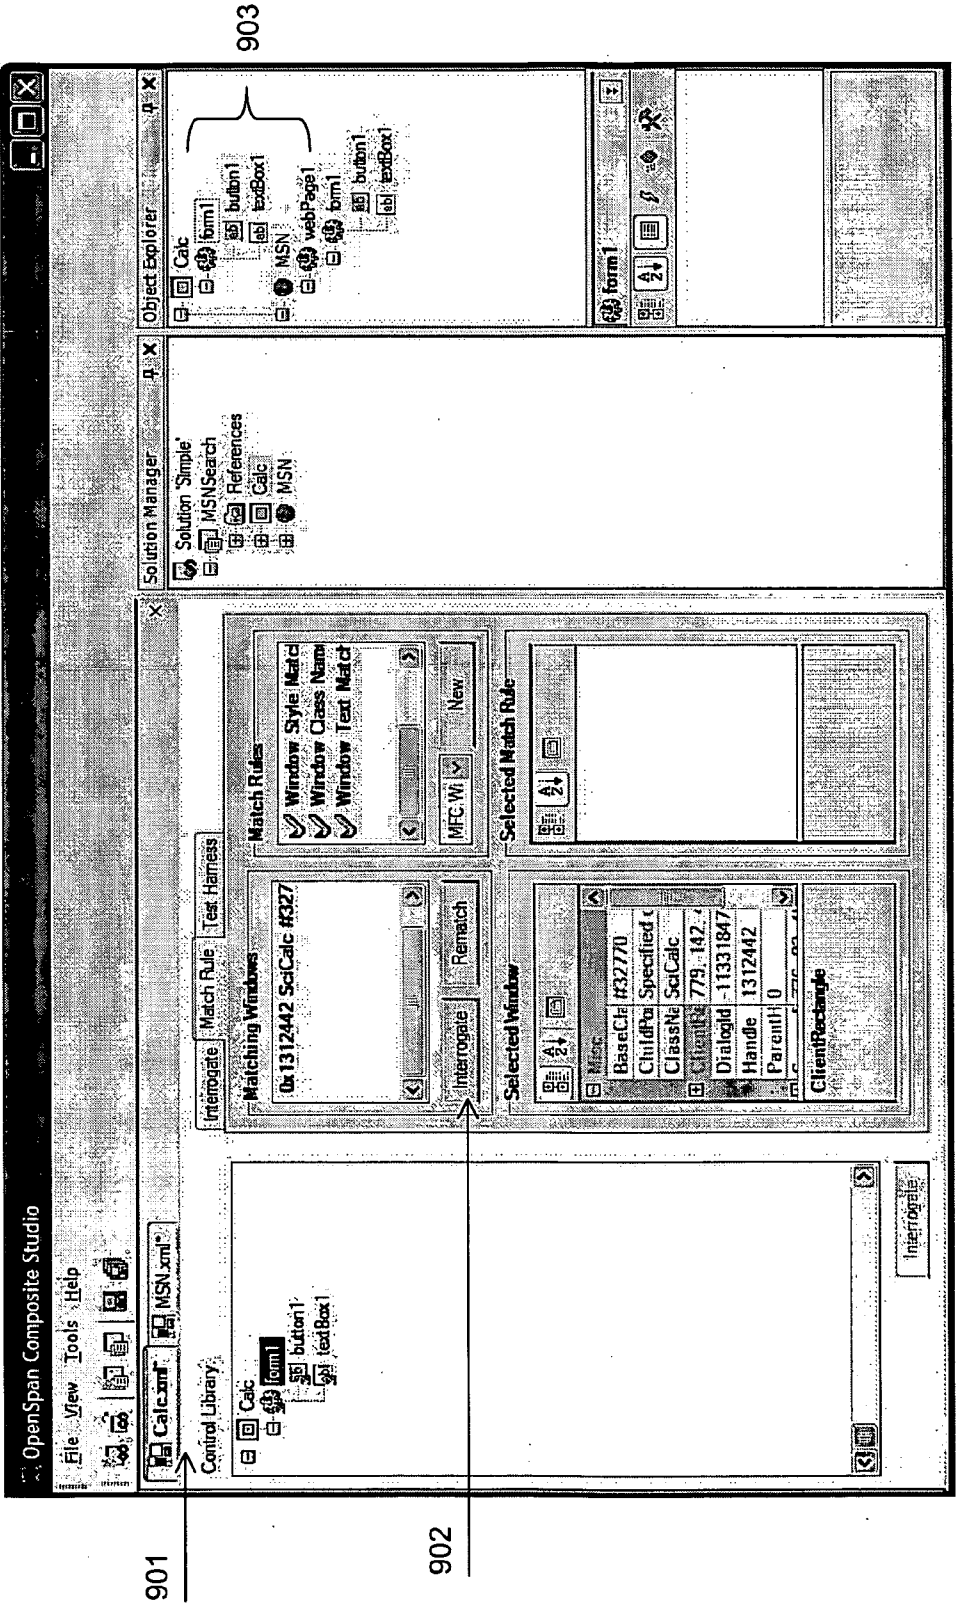 OpenSpan Composite Studio
File View Tools Help
Calc.xml* MSN.xml*
Control Library
Calc
form1
button1
textBox1
Interrogate
Interrogate Match Rule Test Harness
Matching Windows
0x1312442 SciCalc #327
Interrogate Rematch
Match Rules
Window Style Matc
Window Class Nam
Window Text Match
MFC Wi New
Selected Window
Misc
BaseCla #32770
ChildPo Specified
ClassNa SciCalc
ClientRe 779, -142,
DialogId -11331847
Handle 1312442
ParentH 0
ClientRectangle
Selected Match Rule
Solution Manager
Solution 'Simple'
MSNSearch
References
Calc
MSN
Object Explorer
Calc
form1
button1
textBox1
MSN
webPage1
form1
button1
textBox1
form1
901
902
903